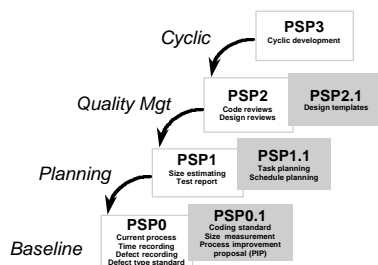 Cyclic
PSP3
Cyclic development
Quality Mgt
PSP2
Code reviews
Design reviews
PSP2.1
Design templates
Planning
PSP1
Size estimating
Test report
PSP1.1
Task planning
Schedule planning
Baseline
PSP0
Current process
Time recording
Defect recording
Defect type standard
PSP0.1
Coding standard
Size measurement
Process improvement
proposal (PIP)